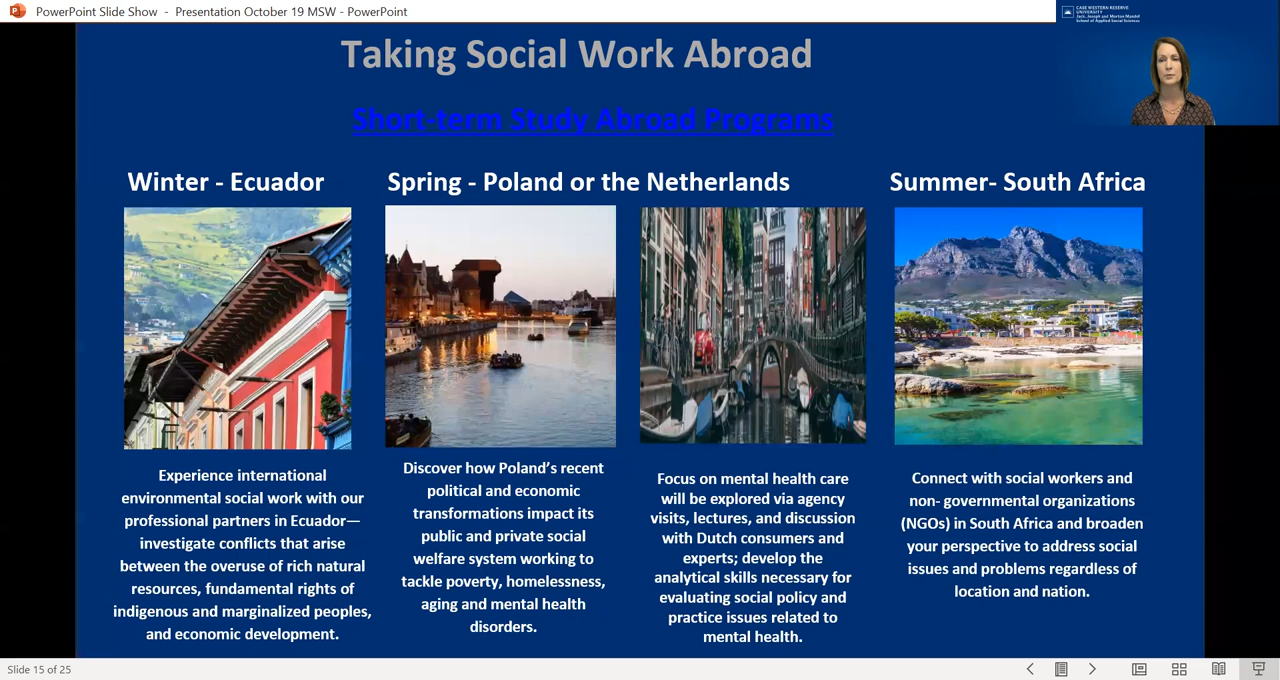 PowerPoint Slide Show - Presentation October 19 MSW - PowerPoint
CASE WESTERN RESERVE
UNIVERSITY
Jack, Joseph and Morton Mandel
School of Applied Social Sciences
Taking Social Work Abroad
Short-term Study Abroad Programs
Winter - Ecuador
Experience international
environmental social work with our
professional partners in Ecuador—
investigate conflicts that arise
between the overuse of rich natural
resources, fundamental rights of
indigenous and marginalized peoples,
and economic development.
Spring - Poland or the Netherlands
Discover how Poland’s recent
political and economic
transformations impact its
public and private social
welfare system working to
tackle poverty, homelessness,
aging and mental health
disorders.
Focus on mental health care
will be explored via agency
visits, lectures, and discussion
with Dutch consumers and
experts; develop the
analytical skills necessary for
evaluating social policy and
practice issues related to
mental health.
Summer- South Africa
Connect with social workers and
non- governmental organizations
(NGOs) in South Africa and broaden
your perspective to address social
issues and problems regardless of
location and nation.
Slide 15 of 25